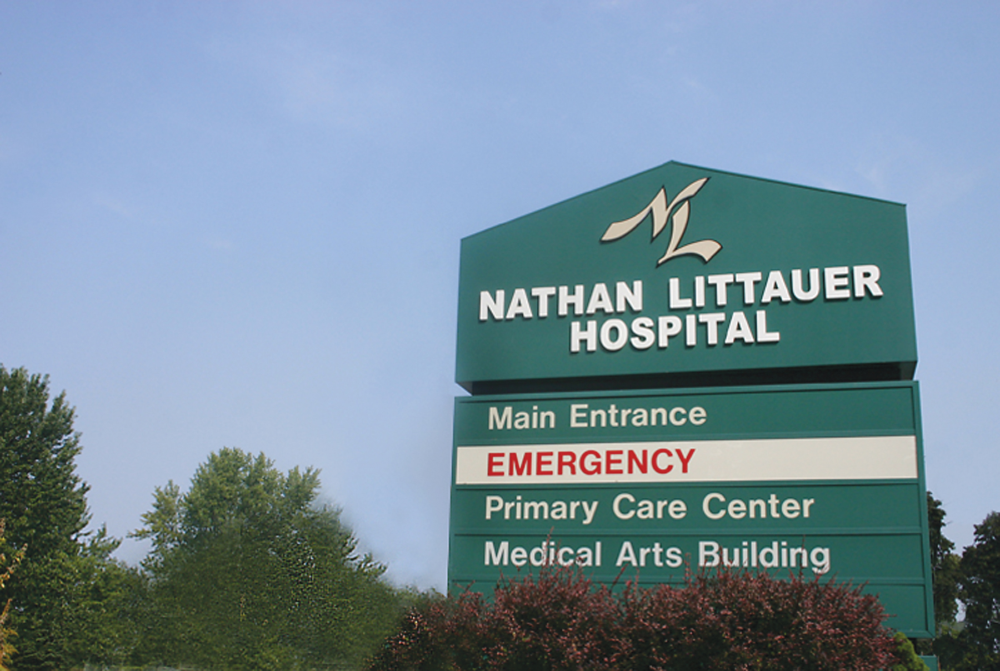 NL
NATHAN LITTAUER
HOSPITAL
Main Entrance
EMERGENCY
Primary Care Center
Medical Arts Building